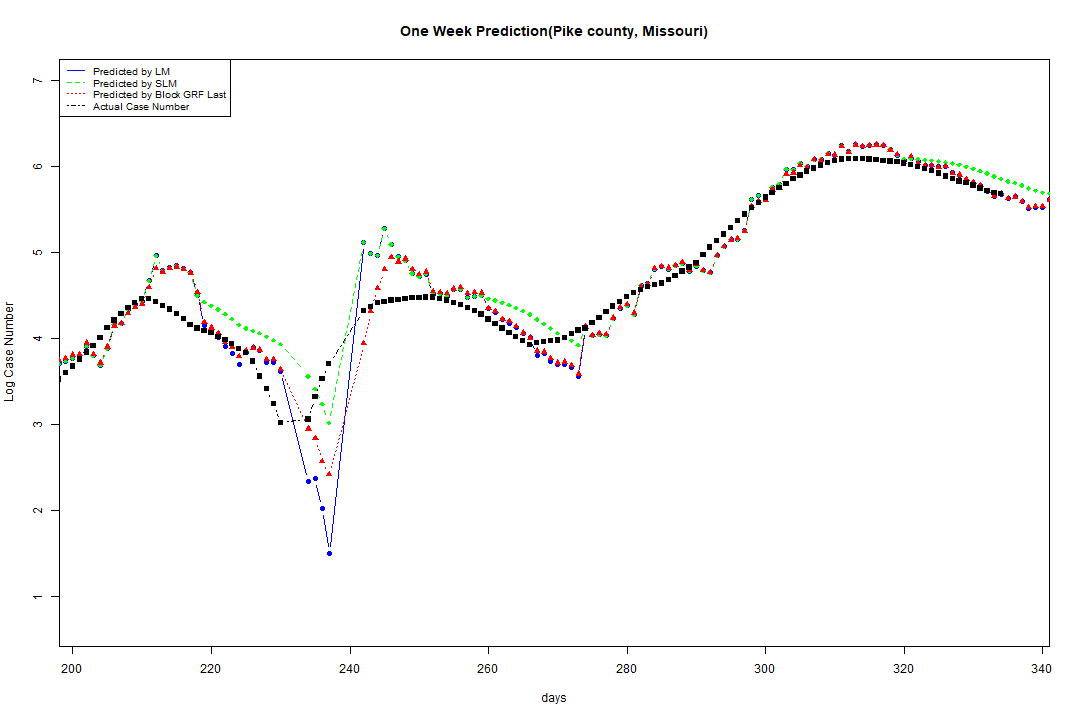 One Week Prediction(Pike county, Missouri)
Predicted by LM
Predicted by SLM
Predicted by Block GRF Last
Actual Case Number
7
6
5
4
3
2
1
Log Case Number
200 220 240 260 280 300 320 340
days